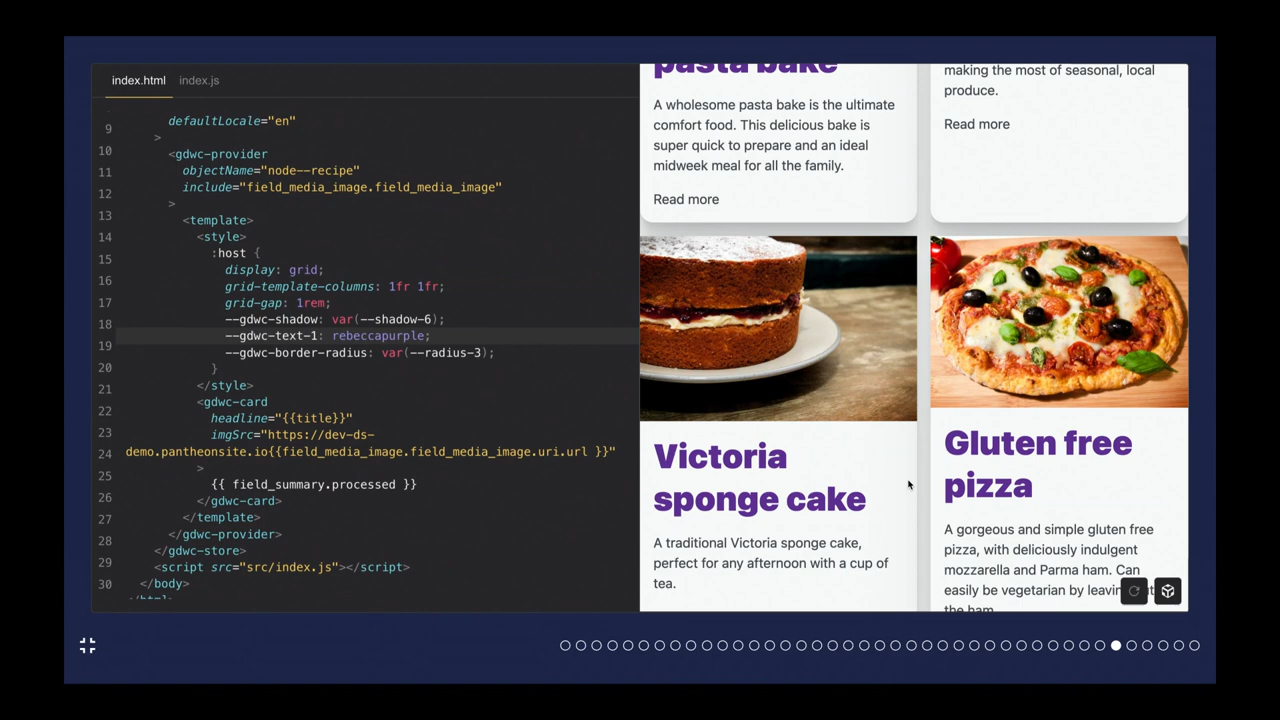 index.html index.js
9
10
11
12
13
14
15
16
17
18
19
20
21
22
23
24
25
26
27
28
29
30
defaultLocale="en"
>
<gdwc-provider
objectName="node--recipe"
include="field_media_image.field_media_image"
>
<template>
<style>
:host {
display: grid;
grid-template-columns: 1fr 1fr;
grid-gap: 1rem;
--gdwc-shadow: var(--shadow-6);
--gdwc-text-1: rebeccapurple;
--gdwc-border-radius: var(--radius-3);
}
</style>
<gdwc-card
headline="{{title}}"
imgSrc="https://dev-ds-
demo.pantheonsite.io{{field_media_image.field_media_image.uri.url }}"
>
{{ field_summary.processed }}
</gdwc-card>
</template>
</gdwc-provider>
</gdwc-store>
<script src="src/index.js"></script>
</body>
</html>
pasta bake
A wholesome pasta bake is the ultimate
comfort food. This delicious bake is
super quick to prepare and an ideal
midweek meal for all the family.
Read more
making the most of seasonal, local
produce.
Read more
Victoria
sponge cake
A traditional Victoria sponge cake,
perfect for any afternoon with a cup of
tea.
Gluten free
pizza
A gorgeous and simple gluten free
pizza, with deliciously indulgent
mozzarella and Parma ham. Can
easily be vegetarian by
the ham.